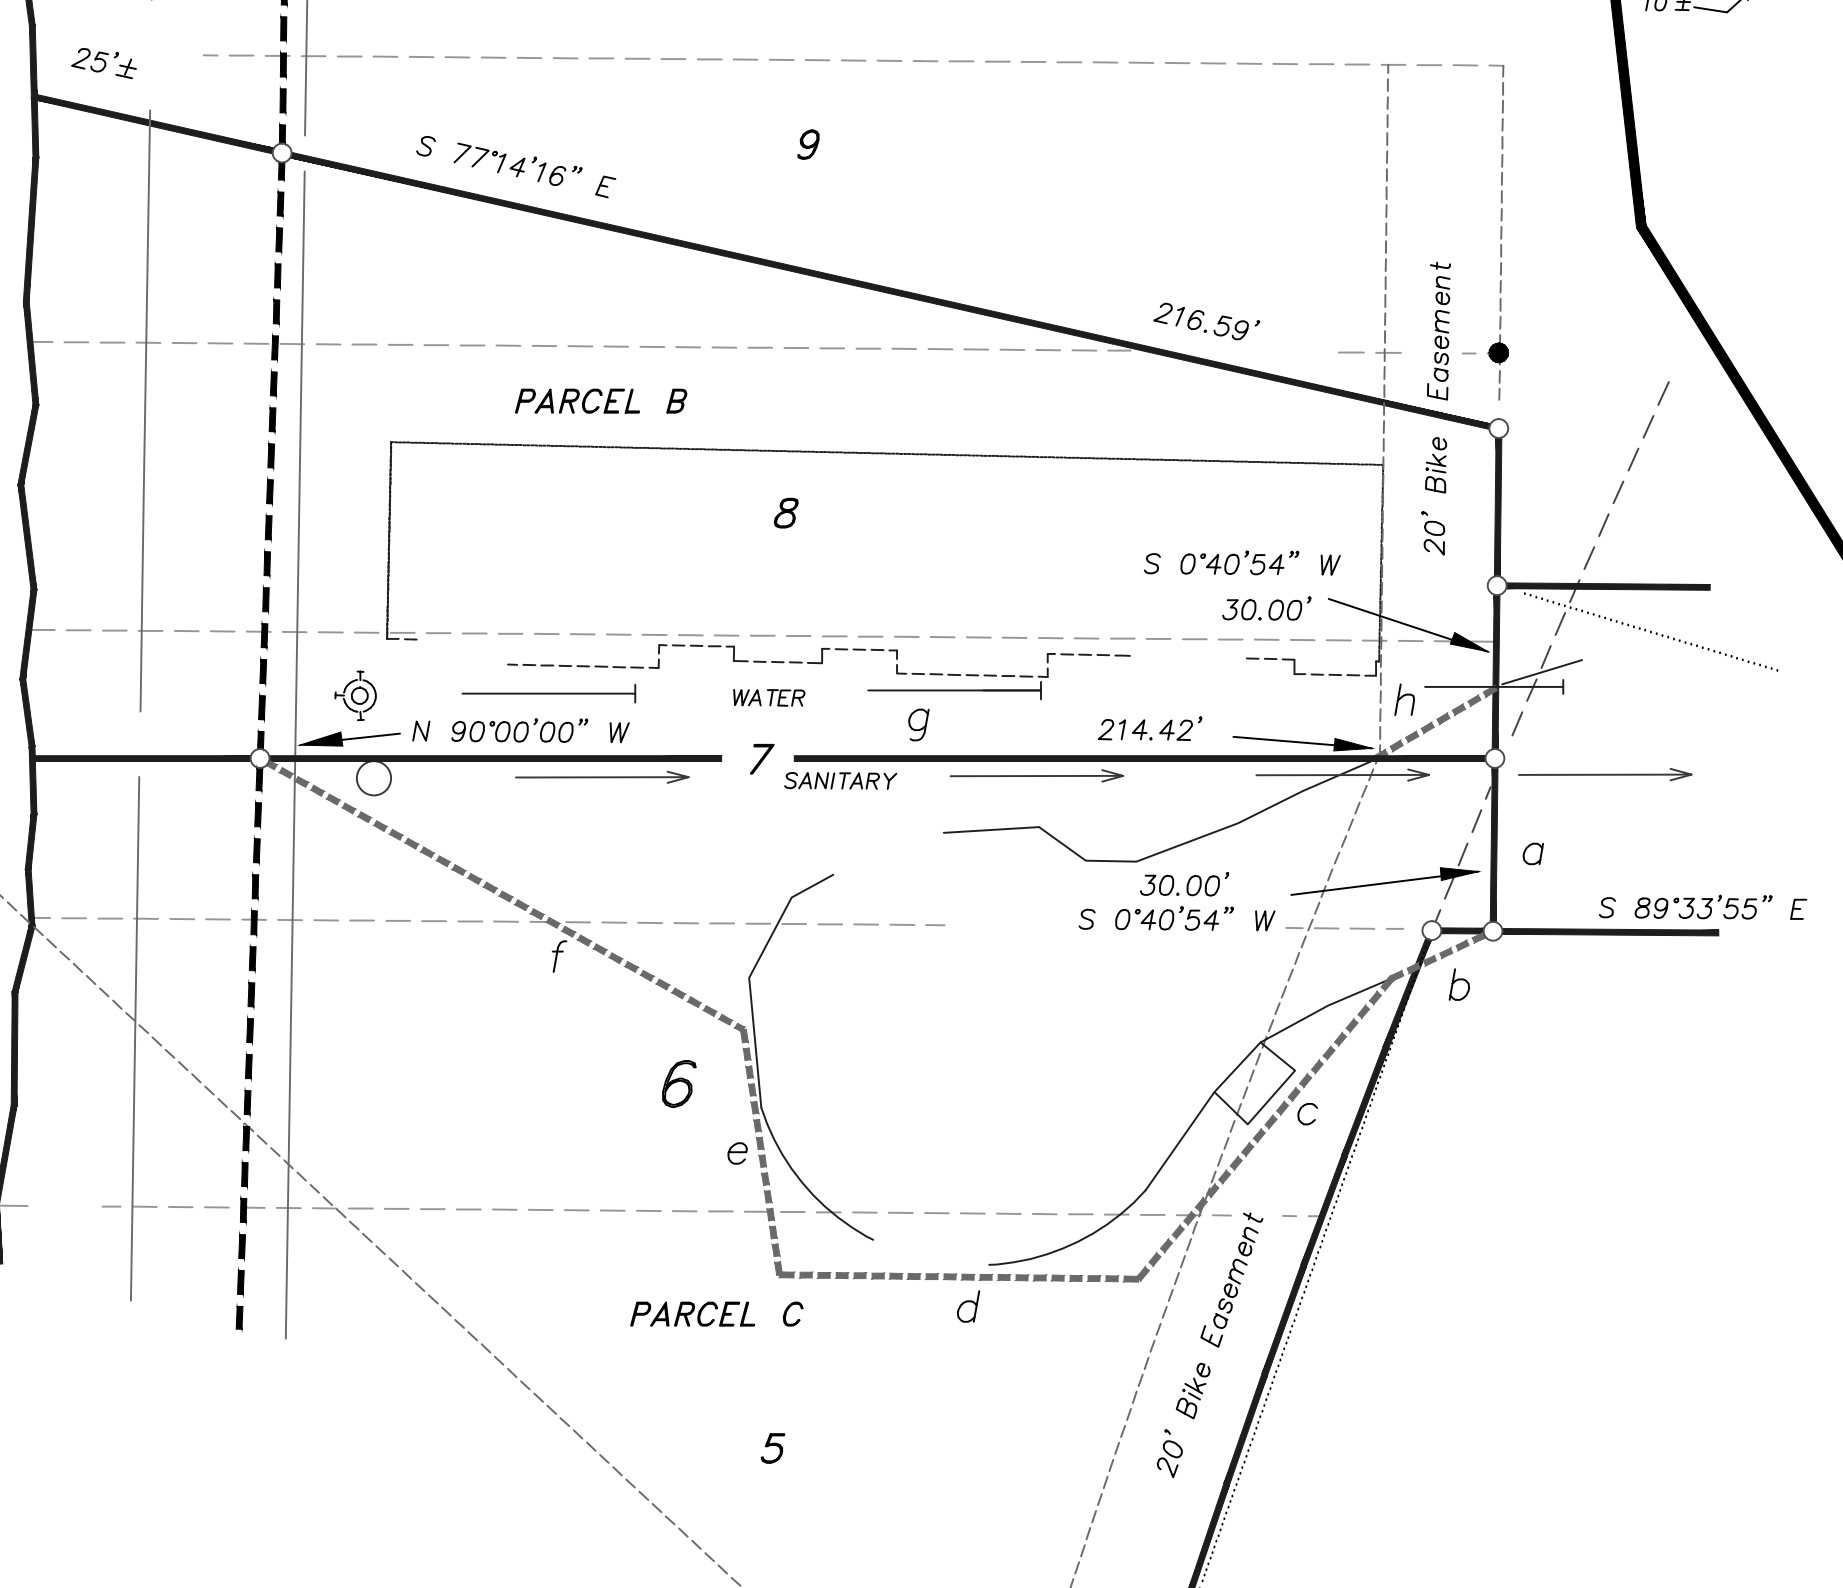 10'±
25'±
S 77°14'16" E
9
216.59'
20' Bike Easement
PARCEL B
8
S 0°40'54" W
30.00'
h
WATER
g
N 90°00'00" W
214.42'
7
SANITARY
a
30.00'
S 0°40'54" W
S 89°33'55" E
f
b
6
c
e
20' Bike Easement
d
PARCEL C
5